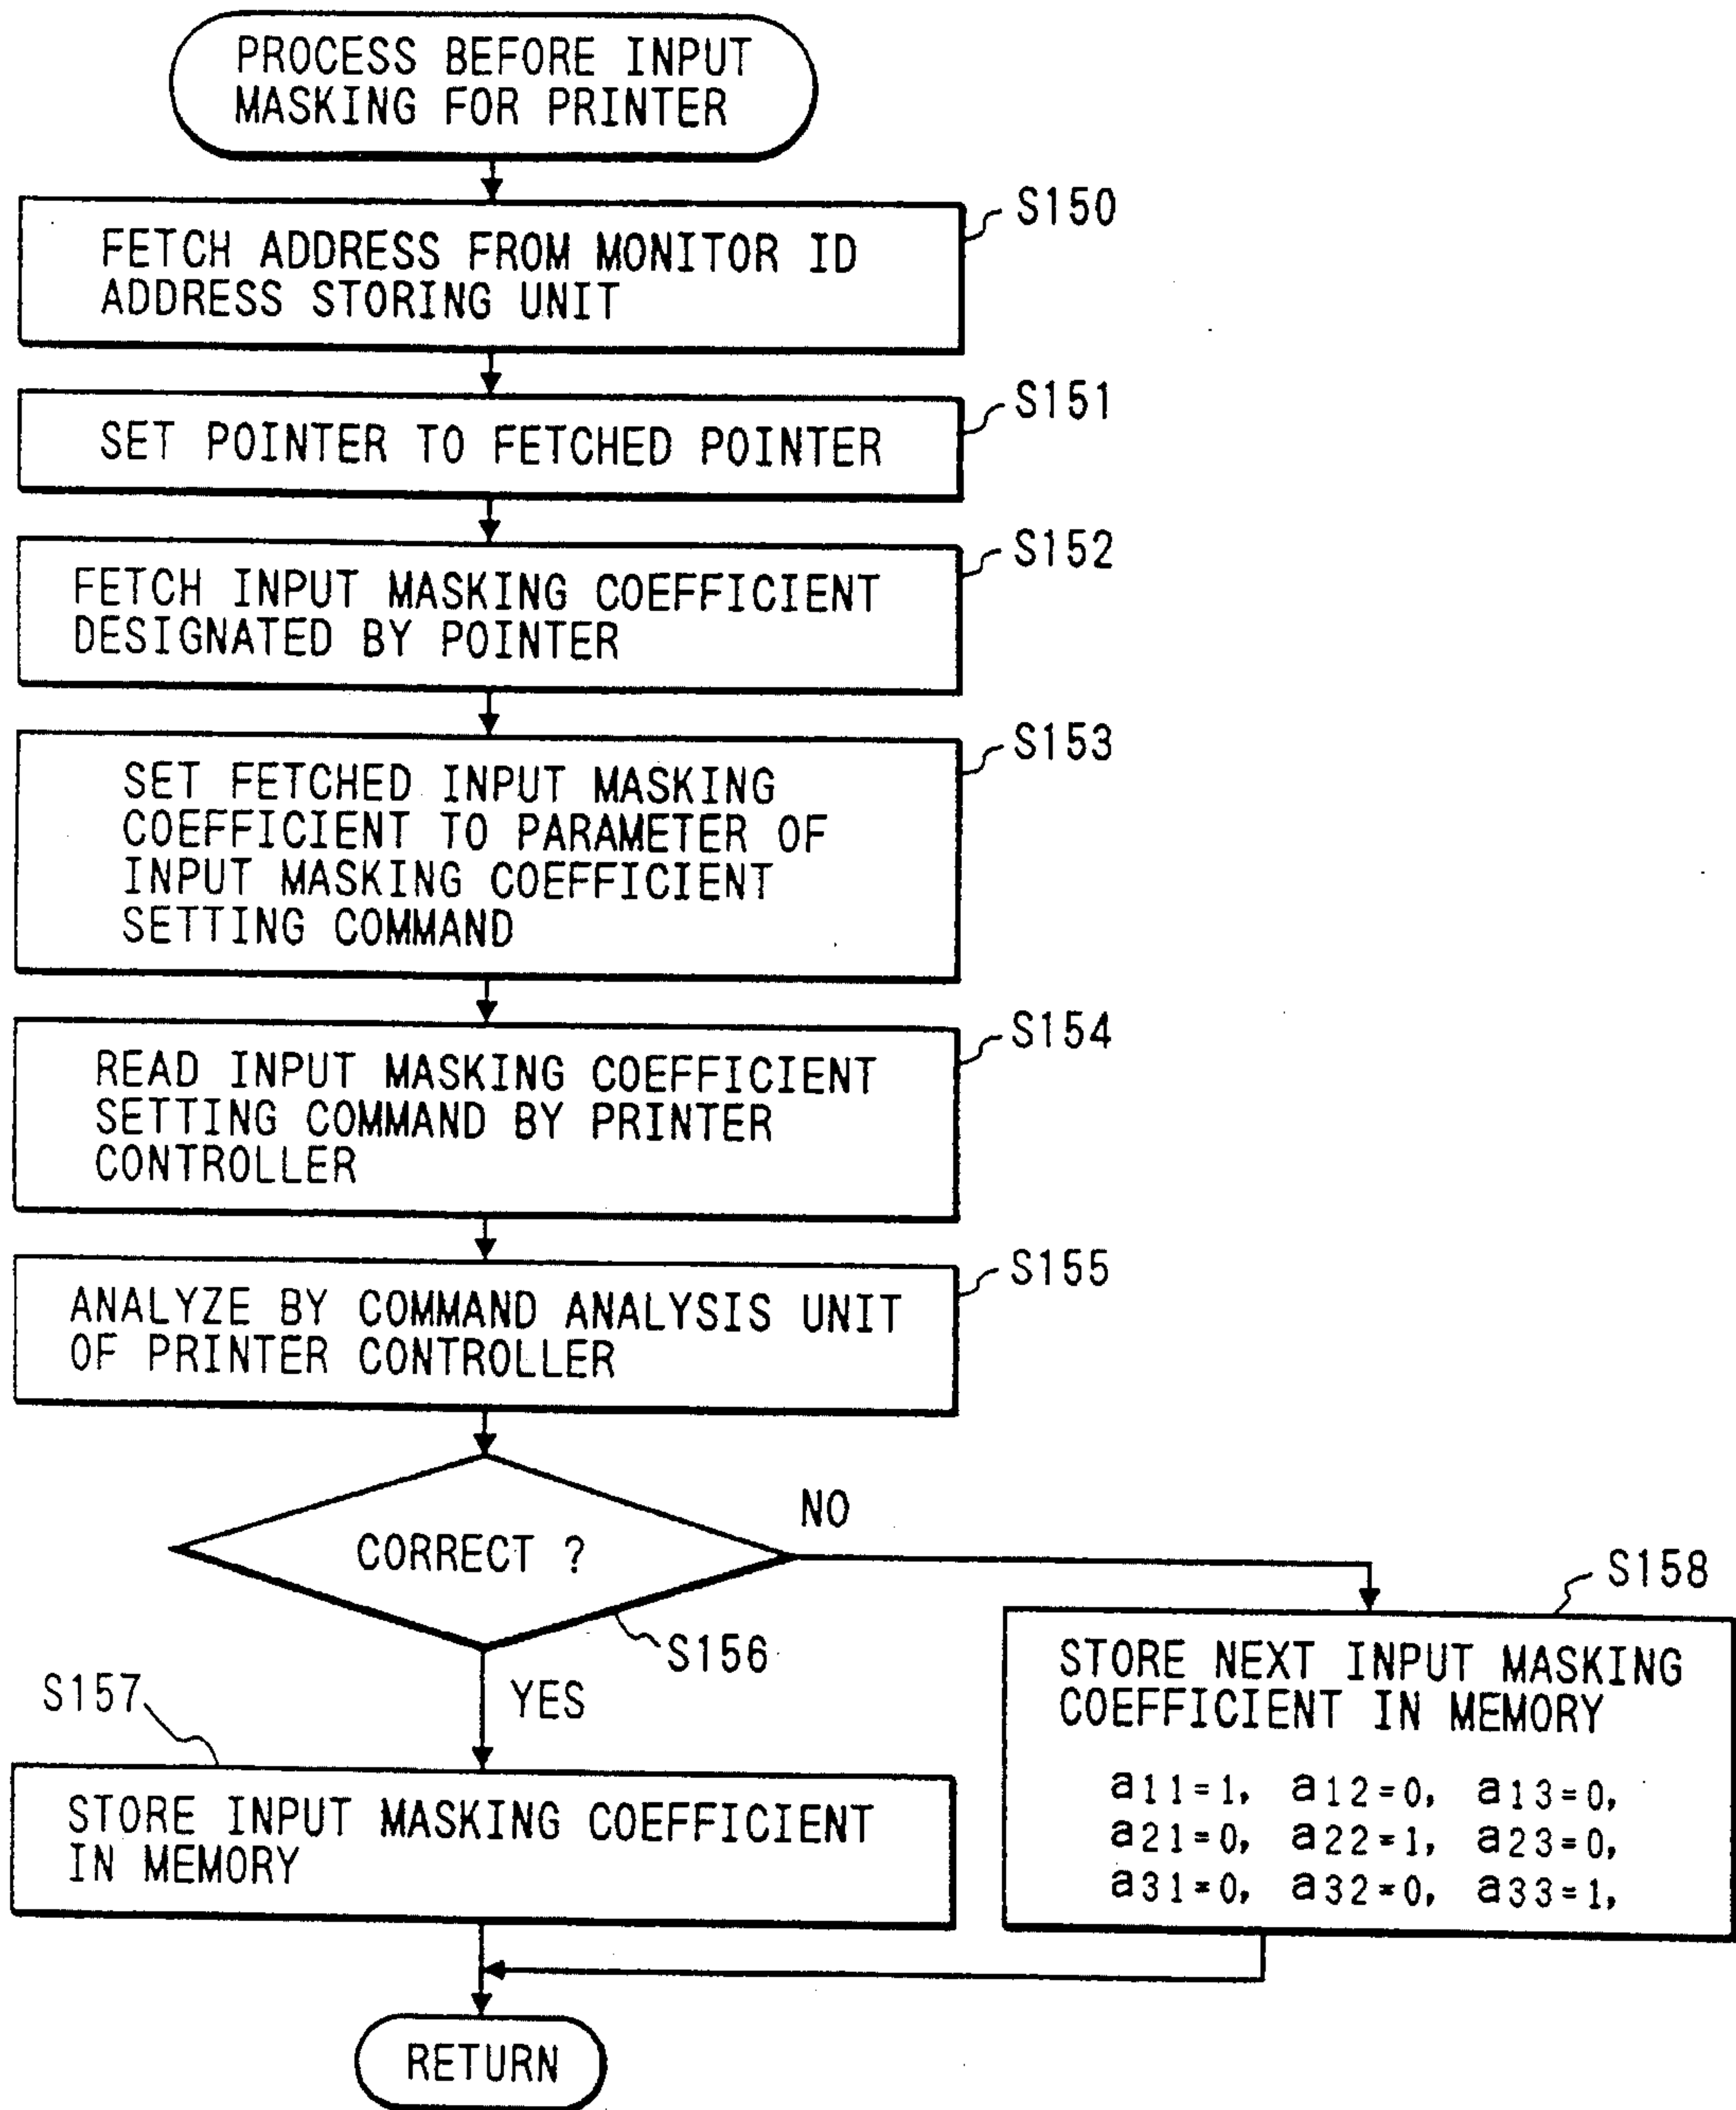 PROCESS BEFORE INPUT
MASKING FOR PRINTER
S150
FETCH ADDRESS FROM MONITOR ID
ADDRESS STORING UNIT
S151
SET POINTER TO FETCHED POINTER
S152
FETCH INPUT MASKING COEFFICIENT
DESIGNATED BY POINTER
S153
SET FETCHED INPUT MASKING
COEFFICIENT TO PARAMETER OF
INPUT MASKING COEFFICIENT
SETTING COMMAND
S154
READ INPUT MASKING COEFFICIENT
SETTING COMMAND BY PRINTER
CONTROLLER
S155
ANALYZE BY COMMAND ANALYSIS UNIT
OF PRINTER CONTROLLER
CORRECT ?
NO
S156
YES
S158
STORE NEXT INPUT MASKING
COEFFICIENT IN MEMORY
a11=1, a12=0, a13=0,
a21=0, a22=1, a23=0,
a31=0, a32=0, a33=1,
S157
STORE INPUT MASKING COEFFICIENT
IN MEMORY
RETURN